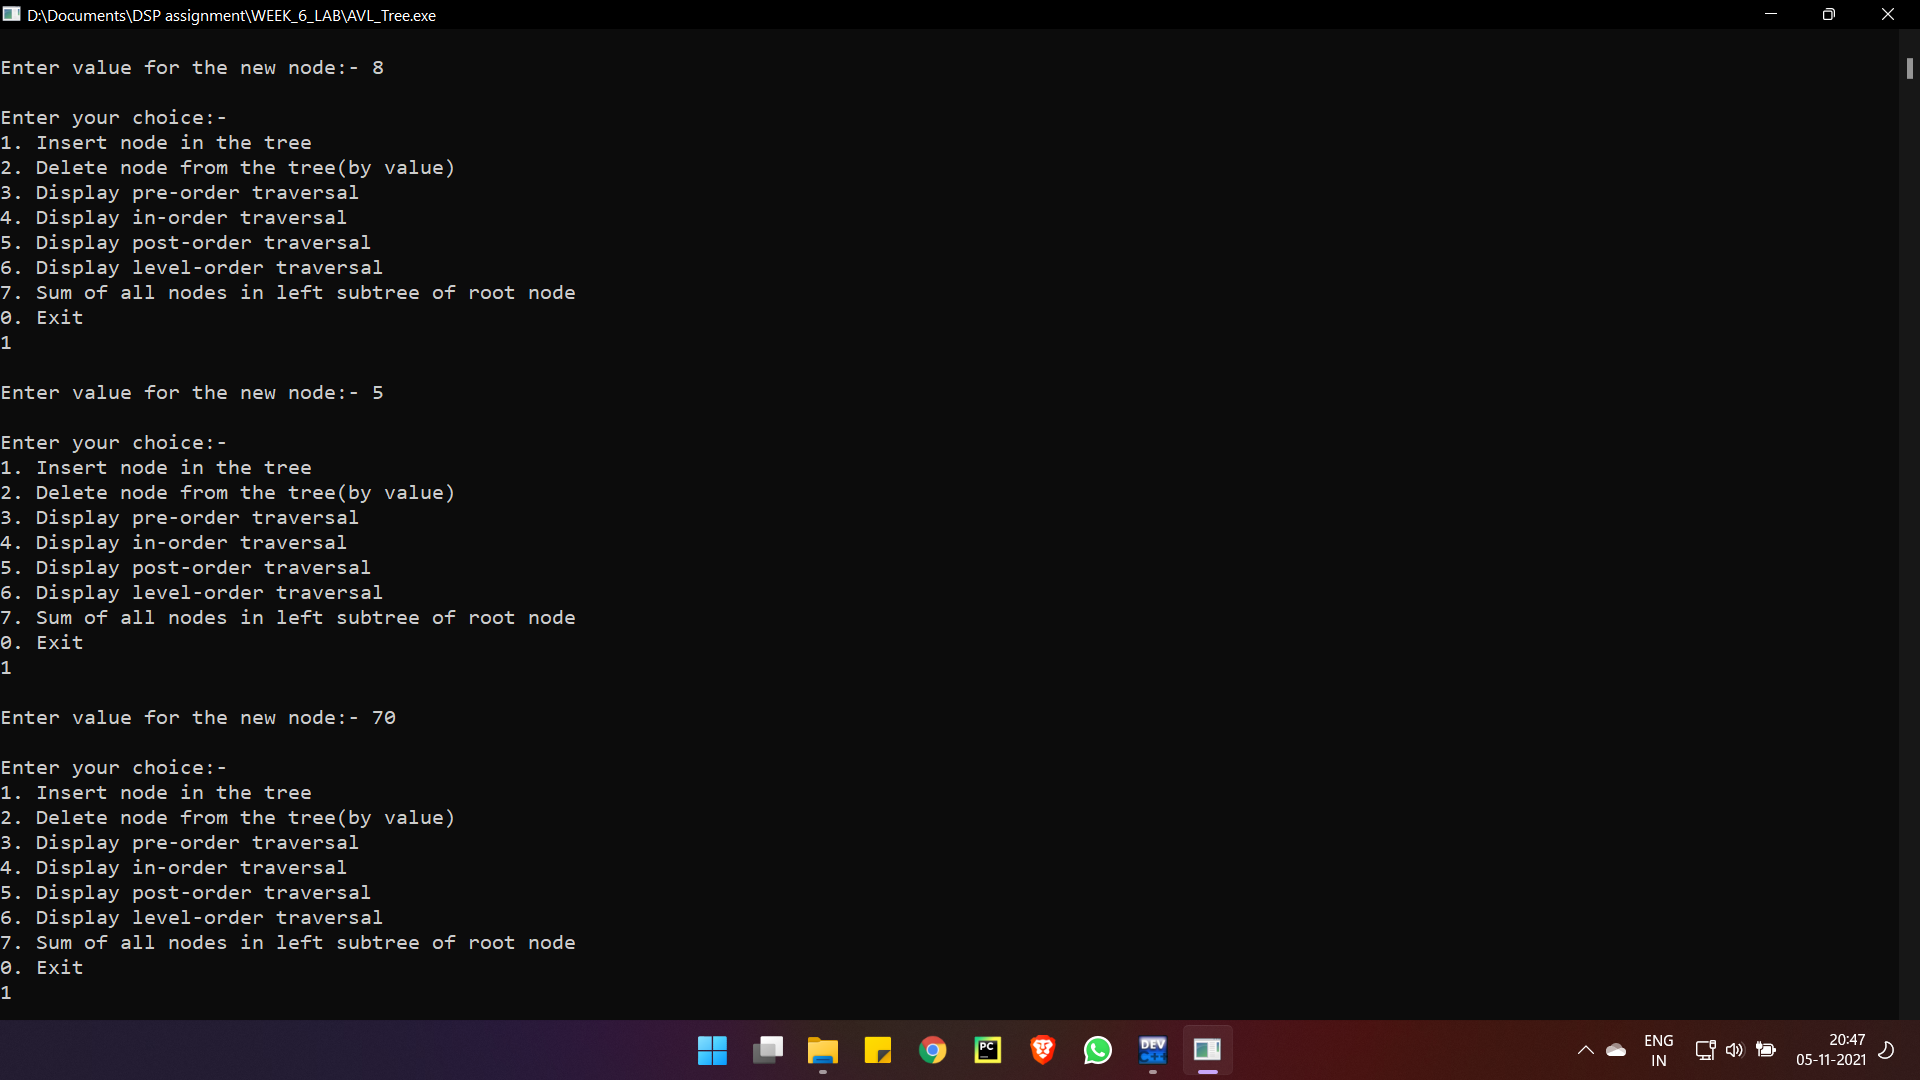 D:\Documents\DSP assignment\WEEK_6_LAB\AVL_Tree.exe
Enter value for the new node:- 8
Enter your choice:-
1. Insert node in the tree
2. Delete node from the tree(by value)
3. Display pre-order traversal
4. Display in-order traversal
5. Display post-order traversal
6. Display level-order traversal
7. Sum of all nodes in left subtree of root node
0. Exit
1
Enter value for the new node:- 5
Enter your choice:-
1. Insert node in the tree
2. Delete node from the tree(by value)
3. Display pre-order traversal
4. Display in-order traversal
5. Display post-order traversal
6. Display level-order traversal
7. Sum of all nodes in left subtree of root node
0. Exit
1
Enter value for the new node:- 70
Enter your choice:-
1. Insert node in the tree
2. Delete node from the tree(by value)
3. Display pre-order traversal
4. Display in-order traversal
5. Display post-order traversal
6. Display level-order traversal
7. Sum of all nodes in left subtree of root node
0. Exit
1
PC
DEV
C++
ENG
IN
20:47
05-11-2021